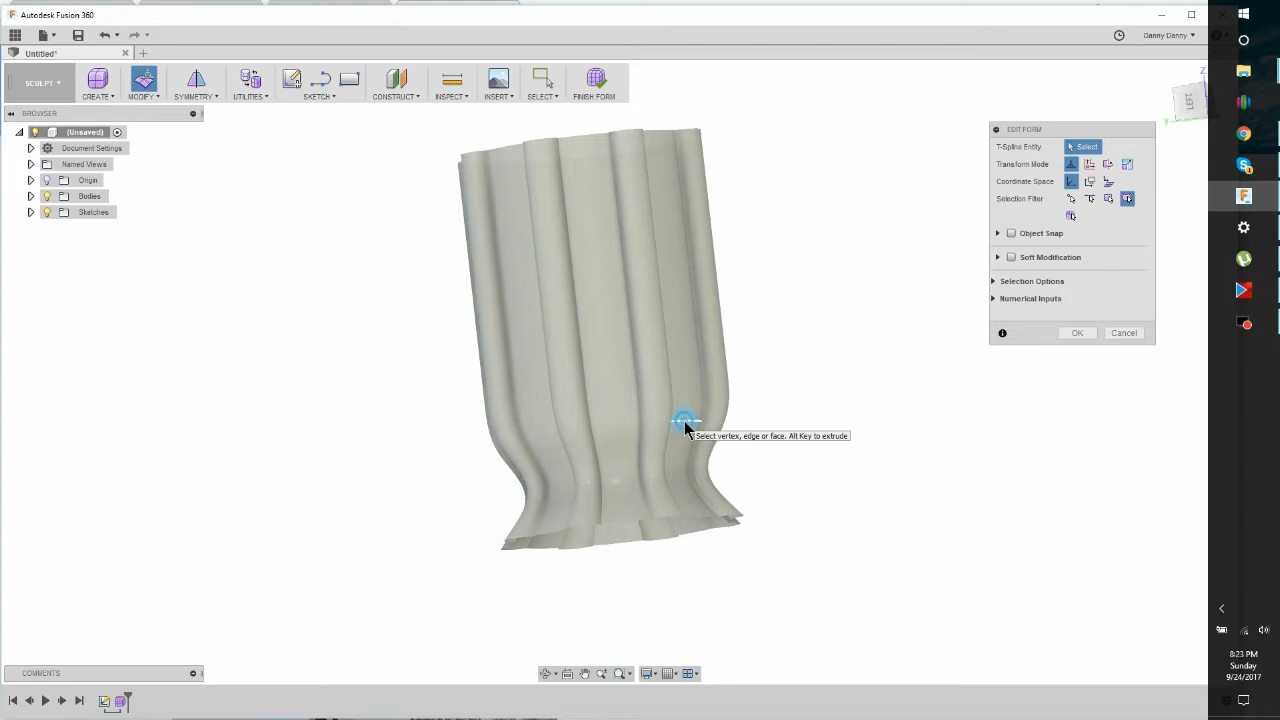 Autodesk Fusion 360
Danny Danny
Untitled*
SCULPT
CREATE
MODIFY
SYMMETRY
UTILITIES
SKETCH
CONSTRUCT
INSPECT
INSERT
SELECT
FINISH FORM
BROWSER
(Unsaved)
Document Settings
Named Views
Origin
Bodies
Sketches
Z
LEFT
Y
EDIT FORM
T-Spline Entity
Select
Transform Mode
Coordinate Space
Selection Filter
Object Snap
Soft Modification
Selection Options
Numerical Inputs
OK
Cancel
Select vertex, edge or face. Alt Key to extrude
COMMENTS
8:23 PM
Sunday
9/24/2017